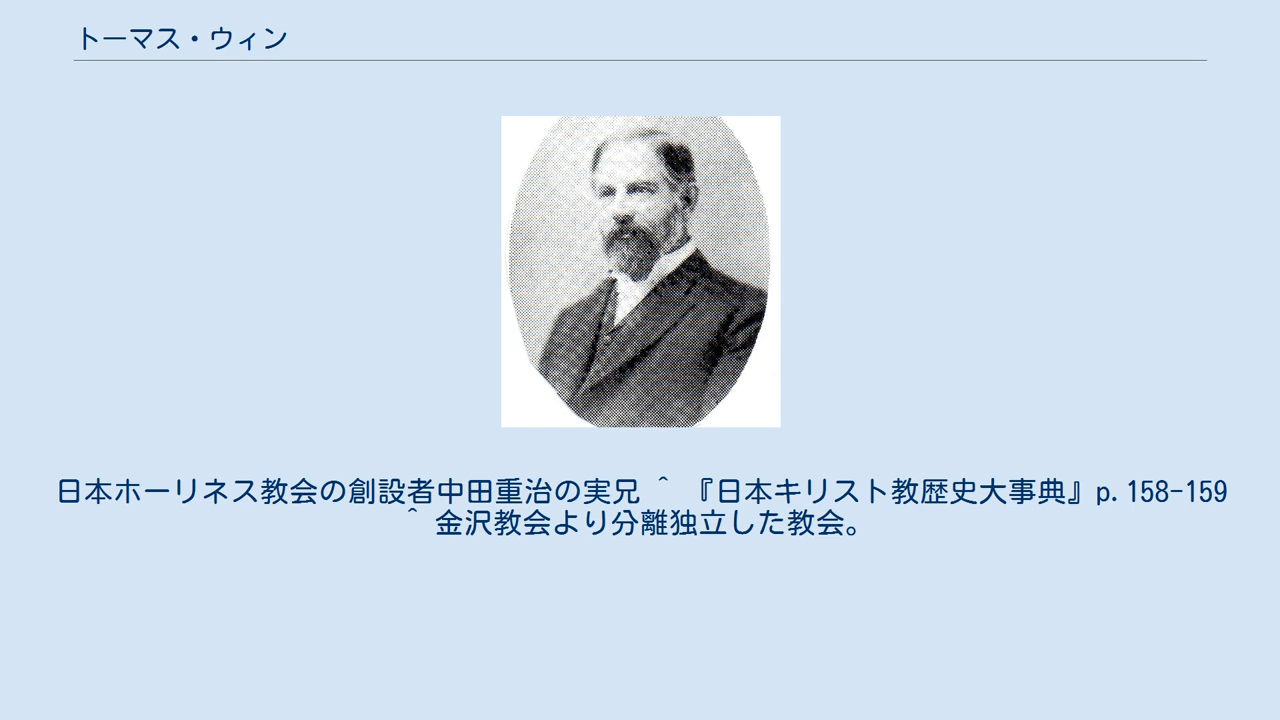 トーマス・ウィン
日本ホーリネス教会の創設者中田重治の実兄 ^ 『日本キリスト教歴史大事典』p.158-159
^ 金沢教会より分離独立した教会。